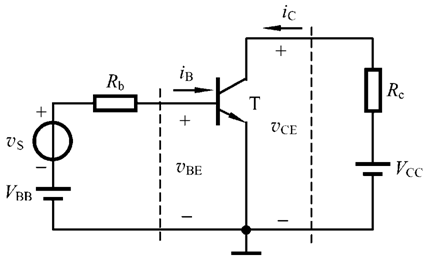 i_C
+
i_B
R_b
T
R_c
+
+
v_CE
v_S
−
v_BE
V_CC
V_BB
−
−